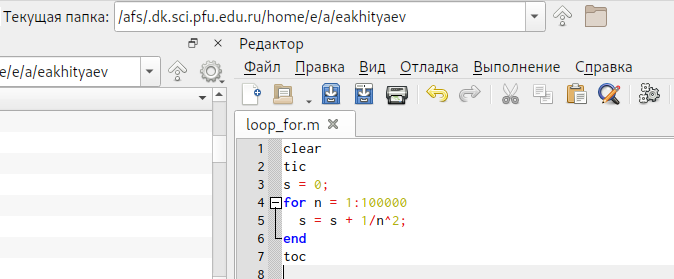 Текущая папка: /afs/.dk.sci.pfu.edu.ru/home/e/a/eakhityaev
Редактор
e/e/a/eakhityaev
Файл Правка Вид Отладка Выполнение Справка
loop_for.m
1 clear
2 tic
3 s = 0;
4 for n = 1:100000
5 s = s + 1/n^2;
6 end
7 toc
8